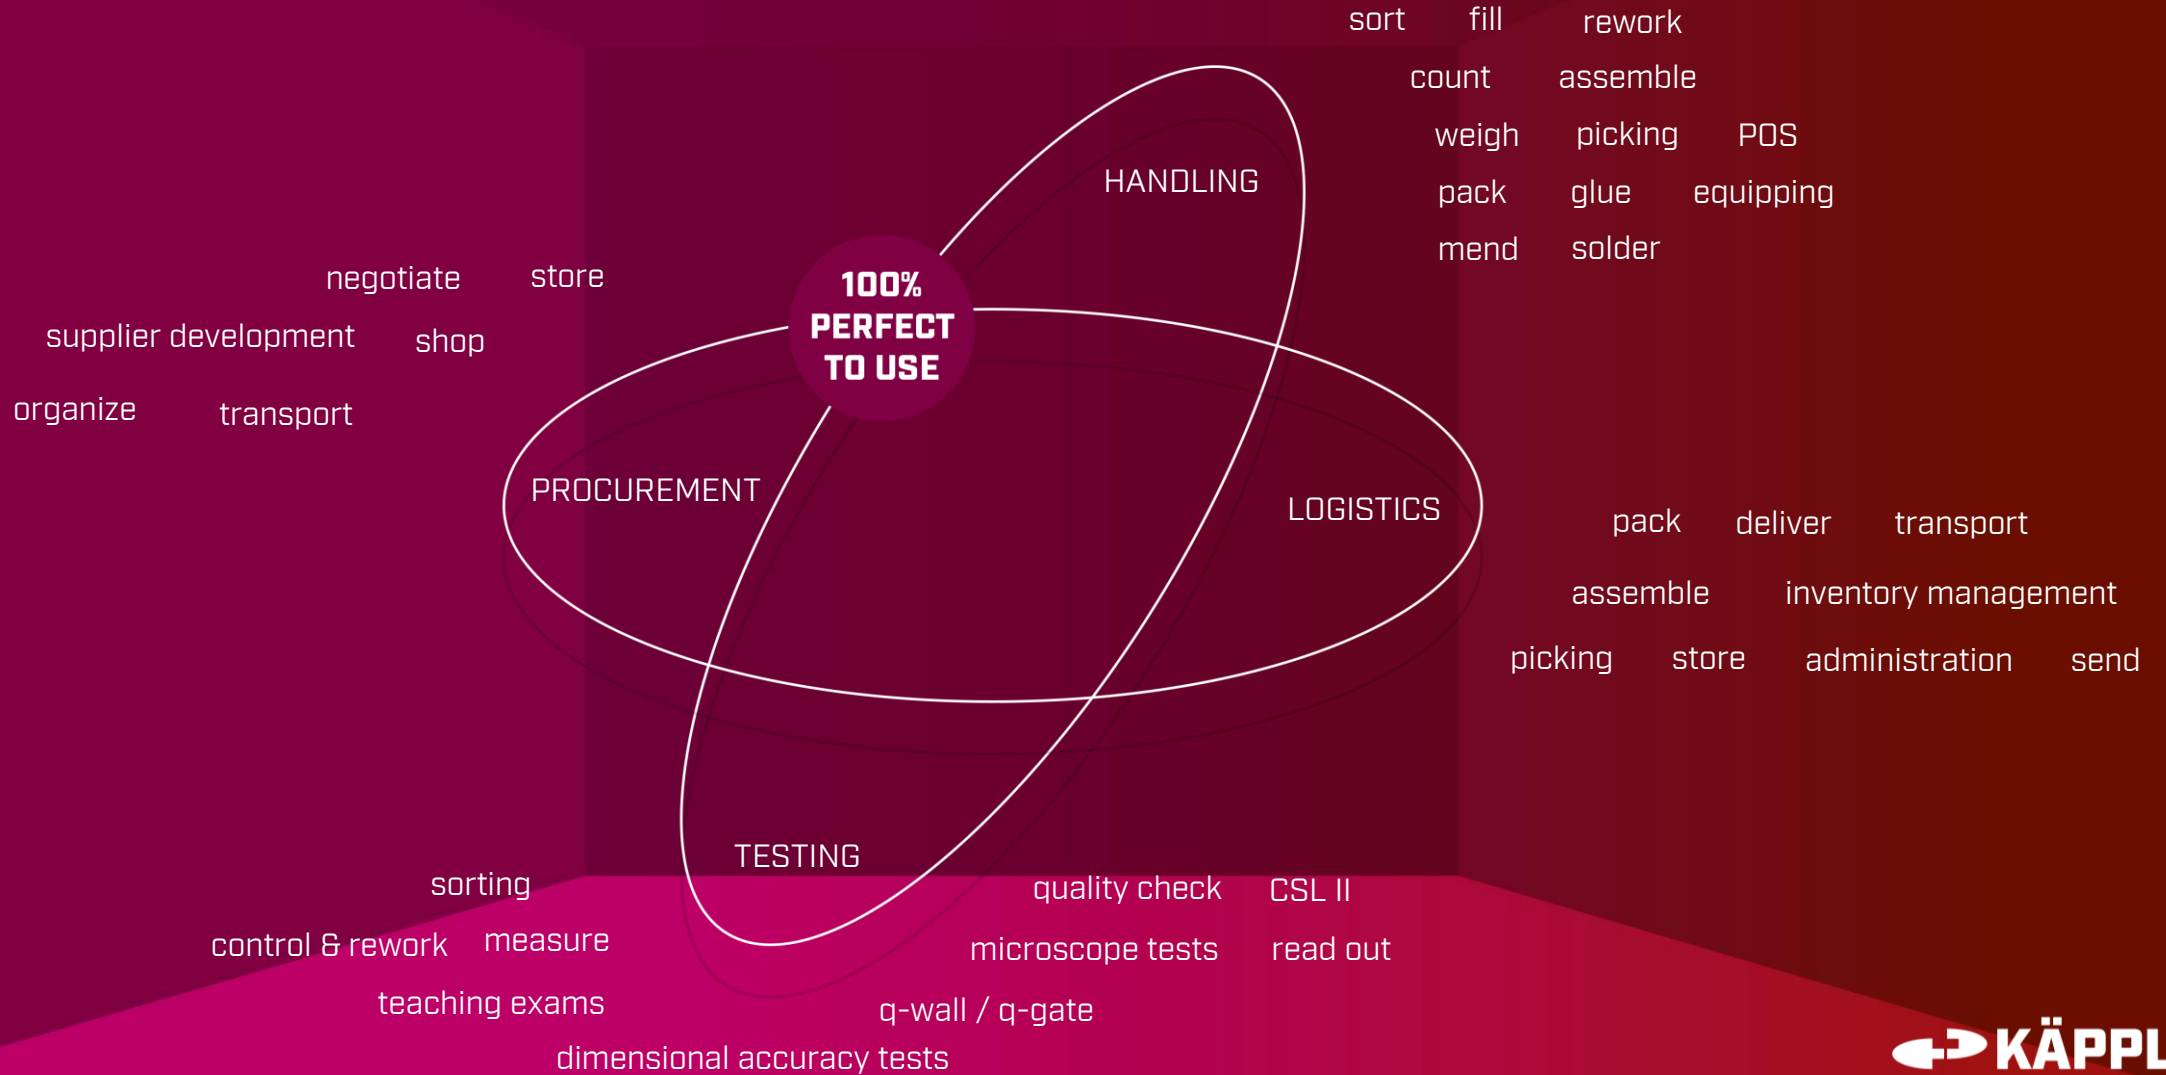 sort fill rework
count assemble
weigh picking POS
pack glue equipping
mend solder
HANDLING
100%
PERFECT
TO USE
negotiate store
supplier development shop
organize transport
PROCUREMENT
LOGISTICS
pack deliver transport
assemble inventory management
picking store administration send
TESTING
sorting
control & rework measure
teaching exams
dimensional accuracy tests
quality check CSL II
microscope tests read out
q-wall / q-gate
KÄPPL